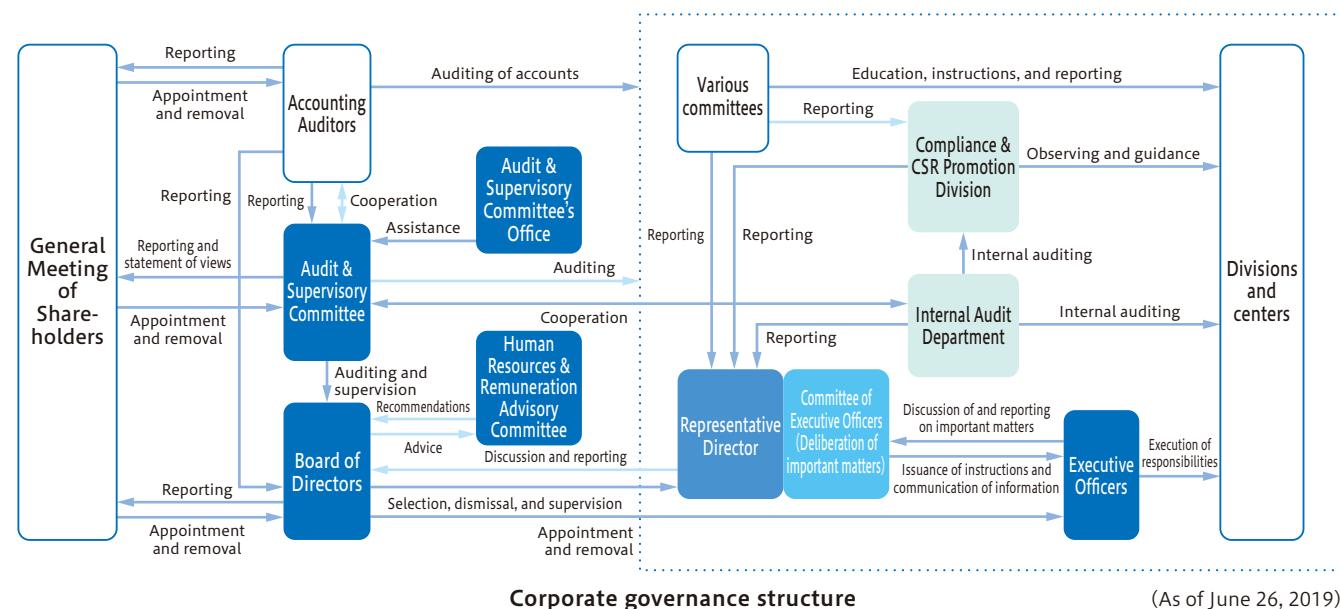 General
Meeting
of
Share-
holders
Reporting
Appointment
and removal
Accounting
Auditors
Auditing of accounts
Reporting
Reporting
Cooperation
Audit &
Supervisory
Committee's
Office
Assistance
Reporting and
statement of views
Audit &
Supervisory
Committee
Auditing
Appointment
and removal
Cooperation
Auditing and
supervision
Human
Resources &
Remuneration
Advisory
Committee
Recommendations
Advice
Board of
Directors
Discussion and reporting
Reporting
Selection, dismissal, and supervision
Appointment
and removal
Appointment
and removal
Various
committees
Education, instructions, and reporting
Reporting
Compliance &
CSR Promotion
Division
Observing and guidance
Reporting
Reporting
Internal auditing
Internal Audit
Department
Internal auditing
Reporting
Representative
Director
Committee of
Executive Officers
(Deliberation of
important matters)
Discussion of and reporting
on important matters
Issuance of instructions and
communication of information
Executive
Officers
Execution of
responsibilities
Divisions
and
centers
Corporate governance structure
(As of June 26, 2019)